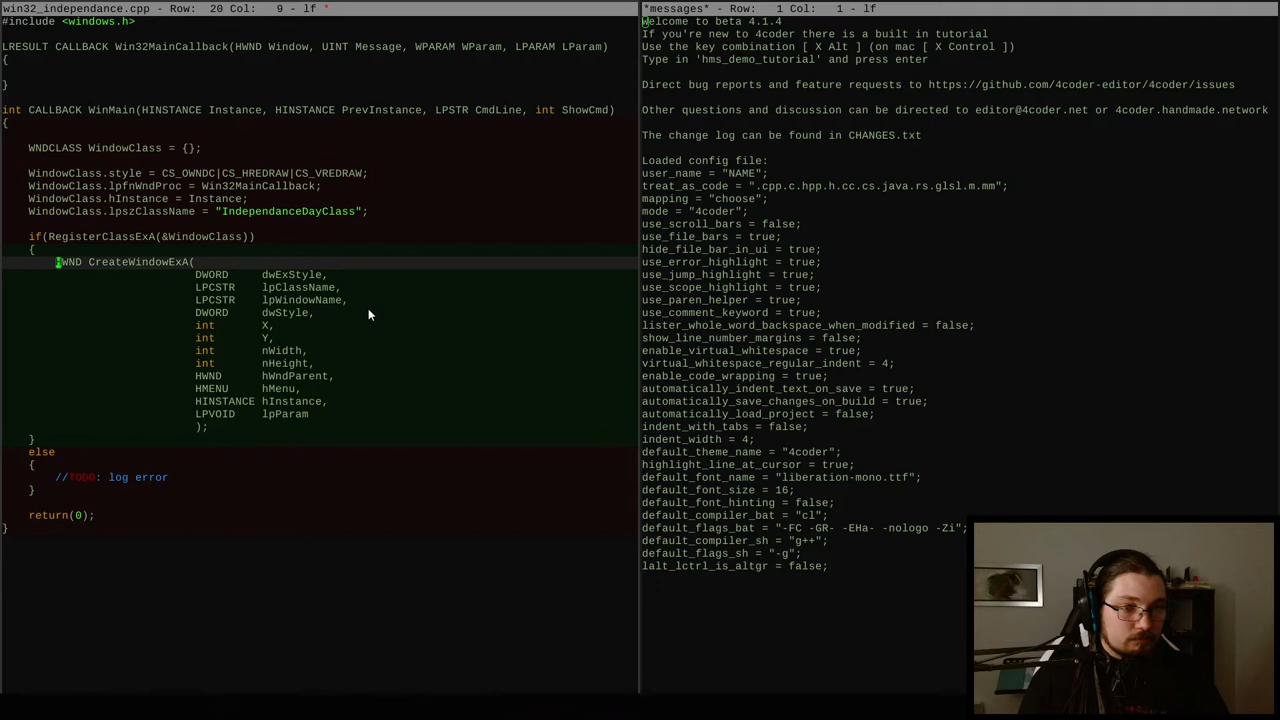 win32_independance.cpp - Row: 20 Col: 9 - lf *
#include <windows.h>
LRESULT CALLBACK Win32MainCallback(HWND Window, UINT Message, WPARAM WParam, LPARAM LParam)
{
}
int CALLBACK WinMain(HINSTANCE Instance, HINSTANCE PrevInstance, LPSTR CmdLine, int ShowCmd)
{
WNDCLASS WindowClass = {};
WindowClass.style = CS_OWNDC|CS_HREDRAW|CS_VREDRAW;
WindowClass.lpfnWndProc = Win32MainCallback;
WindowClass.hInstance = Instance;
WindowClass.lpszClassName = "IndependanceDayClass";
if(RegisterClassExA(&WindowClass))
{
HWND CreateWindowExA(
DWORD dwExStyle,
LPCSTR lpClassName,
LPCSTR lpWindowName,
DWORD dwStyle,
int X,
int Y,
int nWidth,
int nHeight,
HWND hWndParent,
HMENU hMenu,
HINSTANCE hInstance,
LPVOID lpParam
);
}
else
{
//TODO: log error
}
return(0);
}
*messages* - Row: 1 Col: 1 - lf
Welcome to beta 4.1.4
If you're new to 4coder there is a built in tutorial
Use the key combination [ X Alt ] (on mac [ X Control ])
Type in 'hms_demo_tutorial' and press enter
Direct bug reports and feature requests to https://github.com/4coder-editor/4coder/issues
Other questions and discussion can be directed to editor@4coder.net or 4coder.handmade.network
The change log can be found in CHANGES.txt
Loaded config file:
user_name = "NAME";
treat_as_code = ".cpp.c.hpp.h.cc.cs.java.rs.glsl.m.mm";
mapping = "choose";
mode = "4coder";
use_scroll_bars = false;
use_file_bars = true;
hide_file_bar_in_ui = true;
use_error_highlight = true;
use_jump_highlight = true;
use_scope_highlight = true;
use_paren_helper = true;
use_comment_keyword = true;
lister_whole_word_backspace_when_modified = false;
show_line_number_margins = false;
enable_virtual_whitespace = true;
virtual_whitespace_regular_indent = 4;
enable_code_wrapping = true;
automatically_indent_text_on_save = true;
automatically_save_changes_on_build = true;
automatically_load_project = false;
indent_with_tabs = false;
indent_width = 4;
default_theme_name = "4coder";
highlight_line_at_cursor = true;
default_font_name = "liberation-mono.ttf";
default_font_size = 16;
default_font_hinting = false;
default_compiler_bat = "cl";
default_flags_bat = "-FC -GR- -EHa- -nologo -Zi";
default_compiler_sh = "g++";
default_flags_sh = "-g";
lalt_lctrl_is_altgr = false;